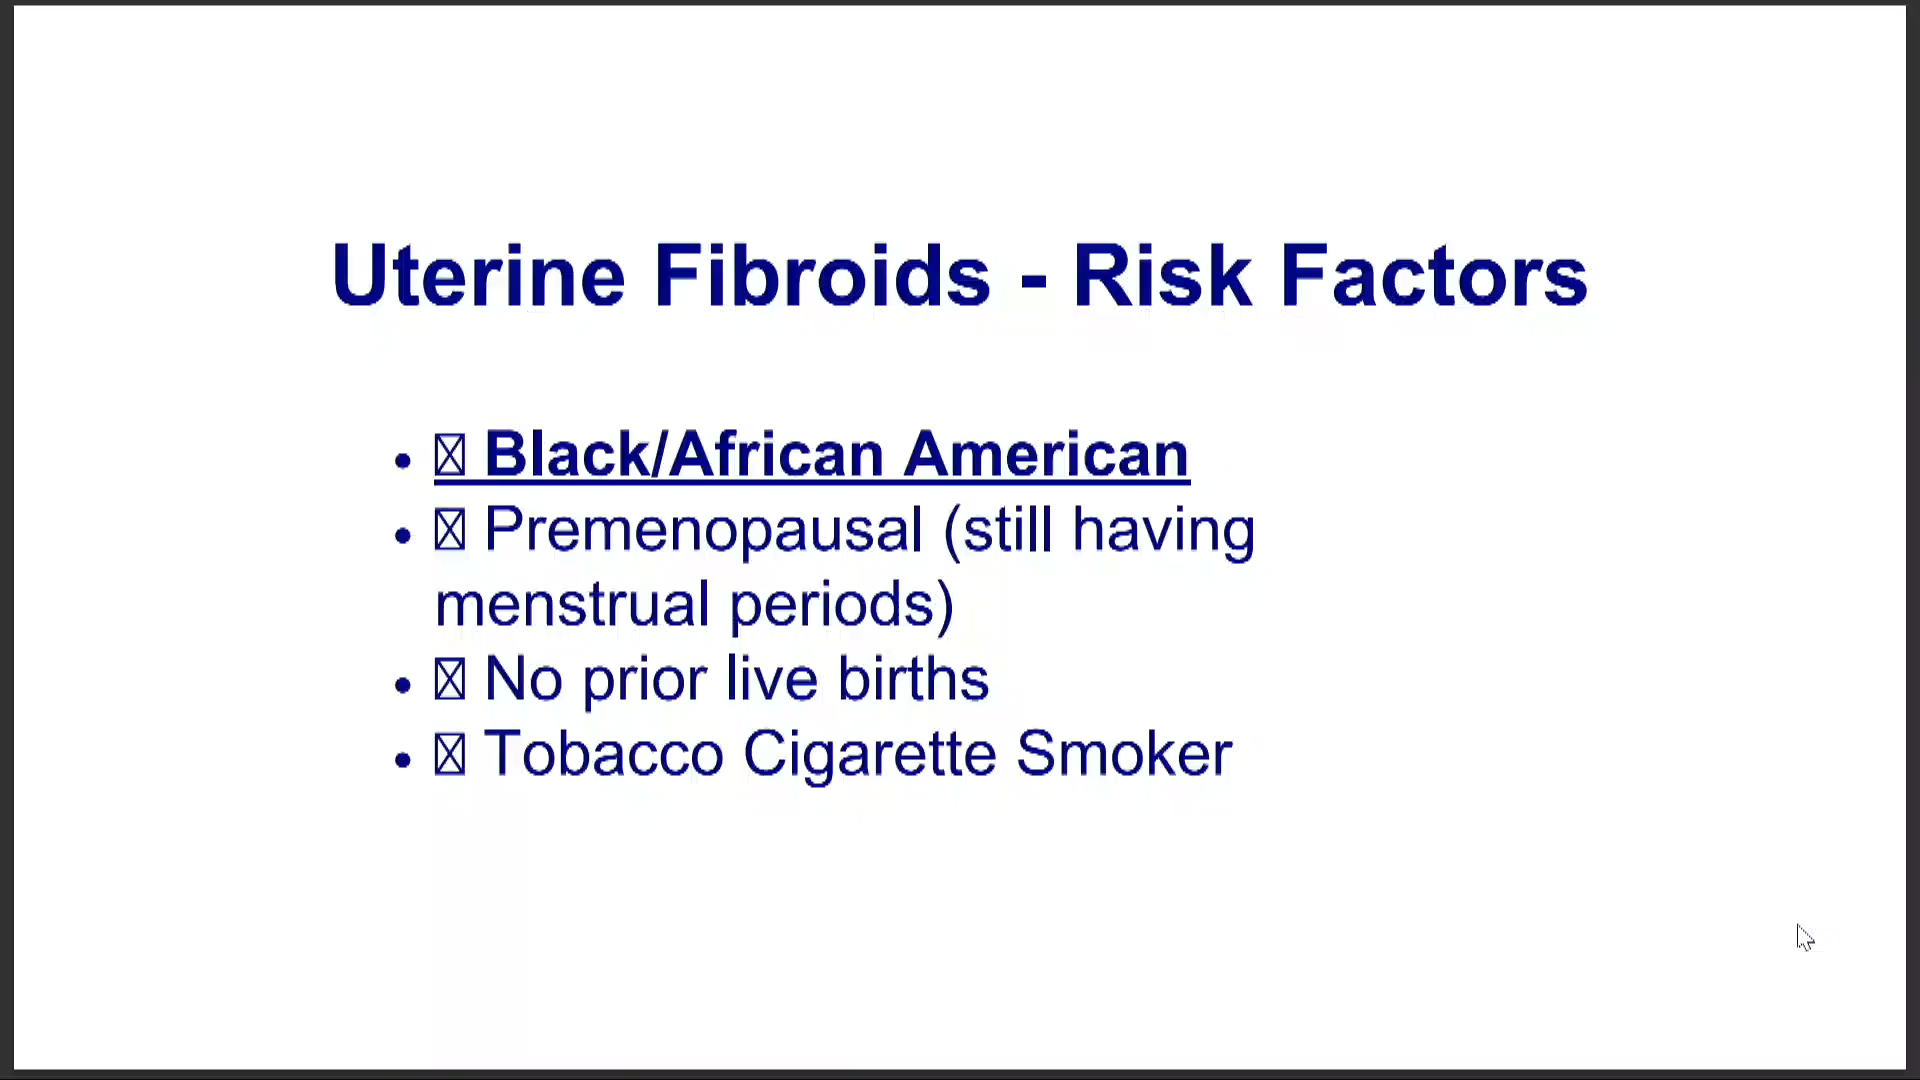 Uterine Fibroids - Risk Factors
• Black/African American
• Premenopausal (still having
menstrual periods)
• No prior live births
• Tobacco Cigarette Smoker